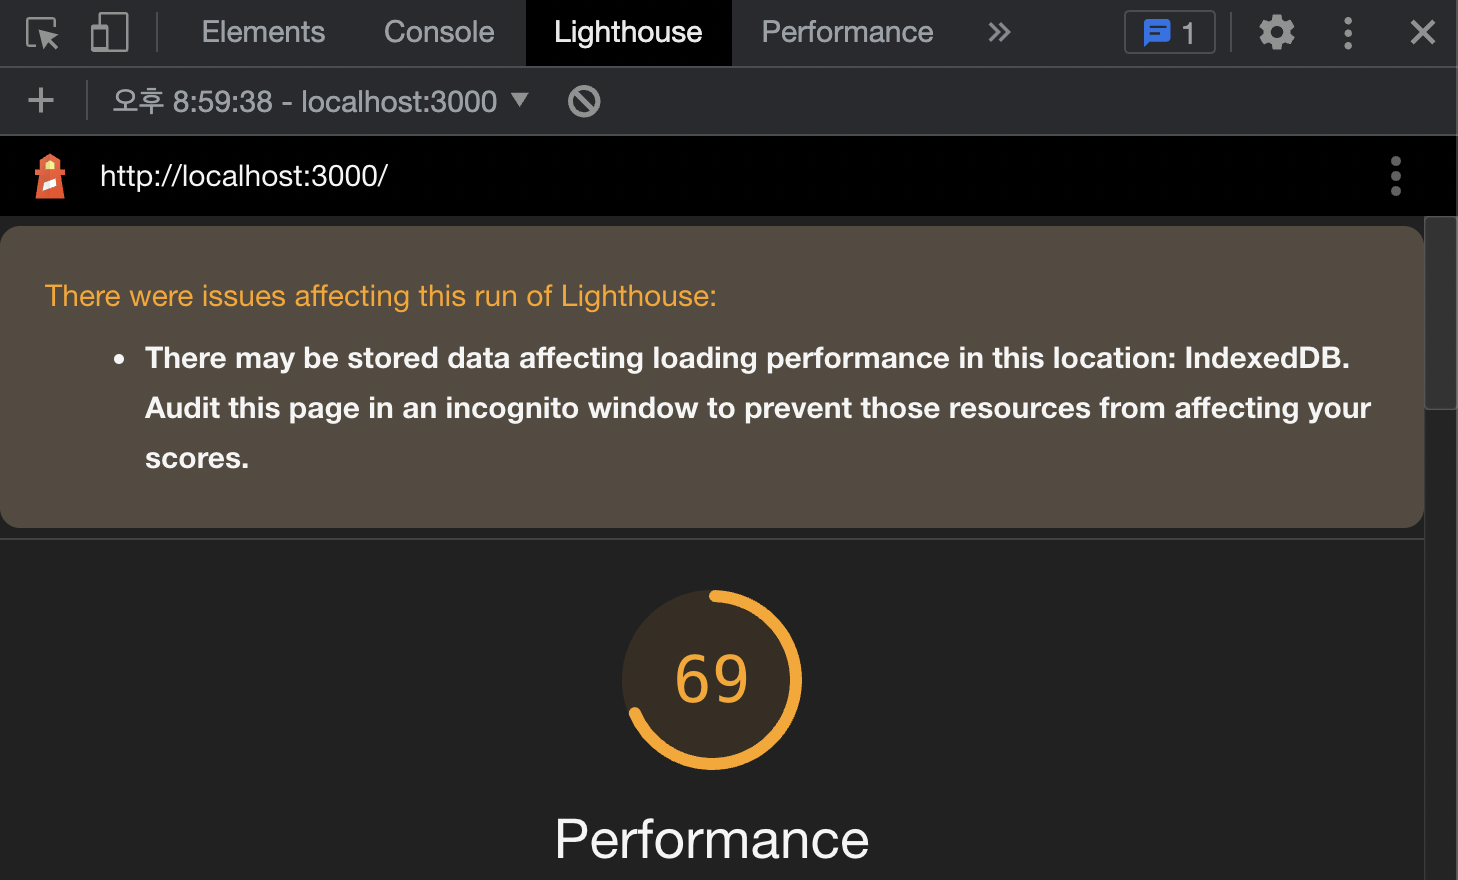 Elements Console Lighthouse Performance 1
오후 8:59:38 - localhost:3000
http://localhost:3000/
There were issues affecting this run of Lighthouse:
There may be stored data affecting loading performance in this location: IndexedDB.
Audit this page in an incognito window to prevent those resources from affecting your
scores.
69
Performance